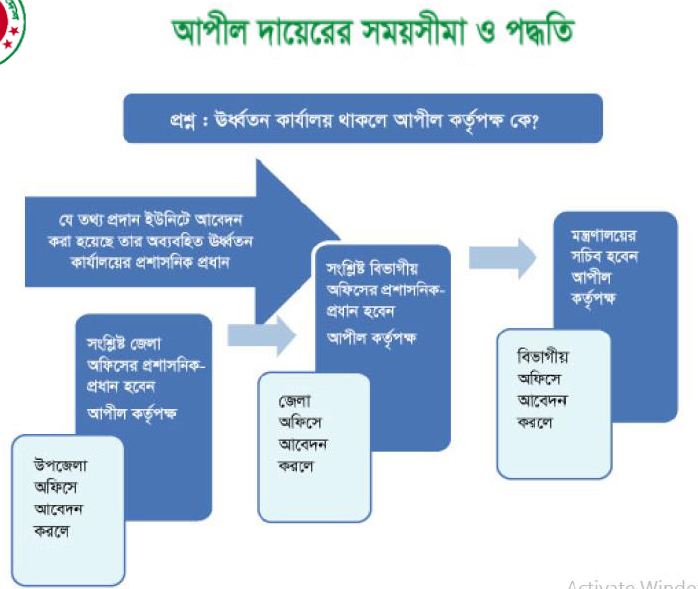 আপীল দায়েরের সময়সীমা ও পদ্ধতি
প্রশ্ন : ঊর্ধ্বতন কার্যালয় থাকলে আপীল কর্তৃপক্ষ কে?
যে তথ্য প্রদান ইউনিটে আবেদন
করা হয়েছে তার অব্যবহিত ঊর্ধ্বতন
কার্যালয়ের প্রশাসনিক প্রধান
সংশ্লিষ্ট জেলা
অফিসের প্রশাসনিক-
প্রধান হবেন
আপীল কর্তৃপক্ষ
উপজেলা
অফিসে
আবেদন
করলে
সংশ্লিষ্ট বিভাগীয়
অফিসের প্রশাসনিক-
প্রধান হবেন
আপীল কর্তৃপক্ষ
জেলা
অফিসে
আবেদন
করলে
মন্ত্রণালয়ের
সচিব হবেন
আপীল
কর্তৃপক্ষ
বিভাগীয়
অফিসে
আবেদন
করলে